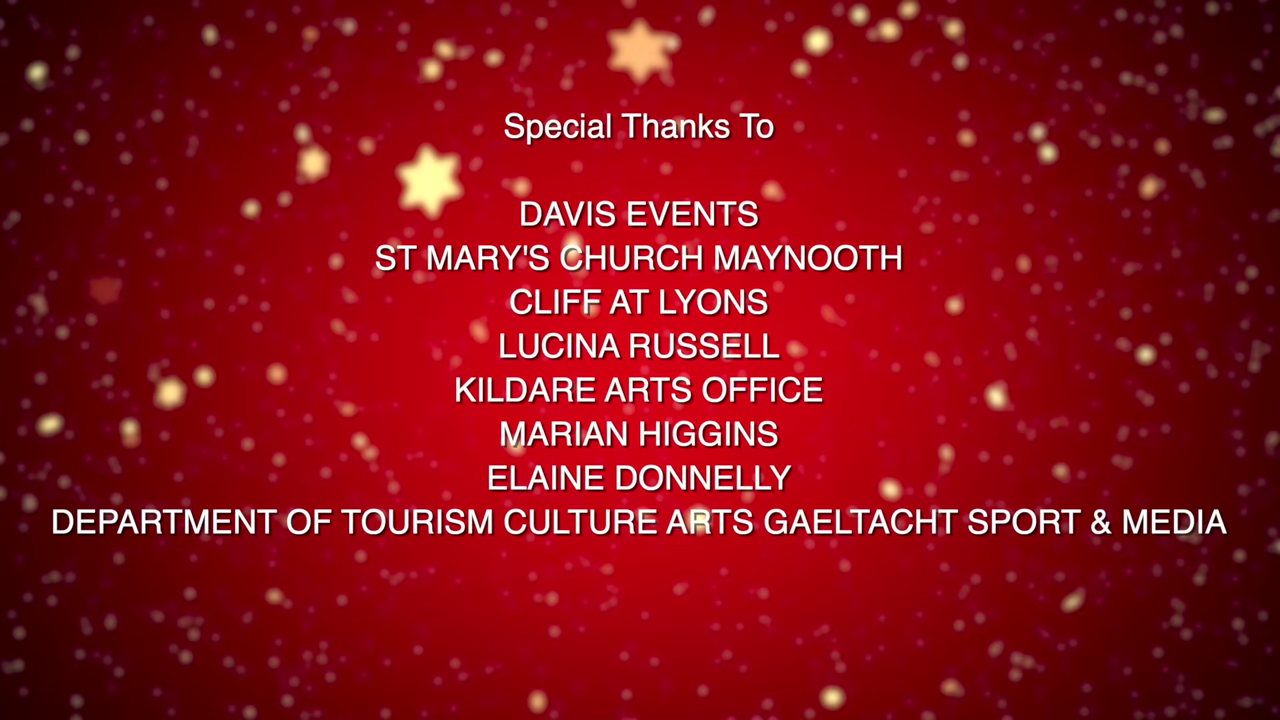 Special Thanks To
DAVIS EVENTS
ST MARY'S CHURCH MAYNOOTH
CLIFF AT LYONS
LUCINA RUSSELL
KILDARE ARTS OFFICE
MARIAN HIGGINS
ELAINE DONNELLY
DEPARTMENT OF TOURISM CULTURE ARTS GAELTACHT SPORT & MEDIA